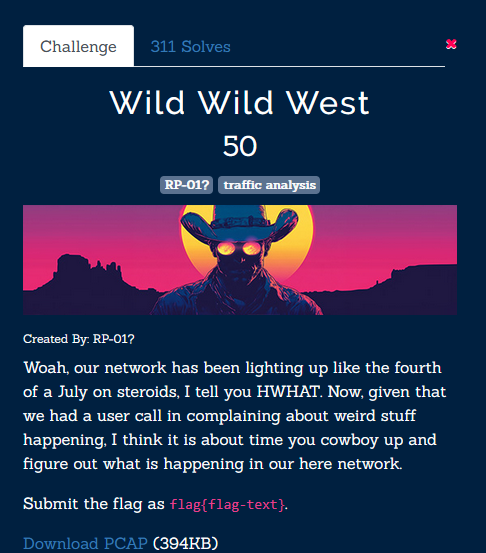 Challenge
311 Solves
Wild Wild West
50
RP-01?
traffic analysis
Created By: RP-01?
Woah, our network has been lighting up like the fourth
of a July on steroids, I tell you HWHAT. Now, given that
we had a user call in complaining about weird stuff
happening, I think it is about time you cowboy up and
figure out what is happening in our here network.
Submit the flag as flag{flag-text}.
Download PCAP (394KB)